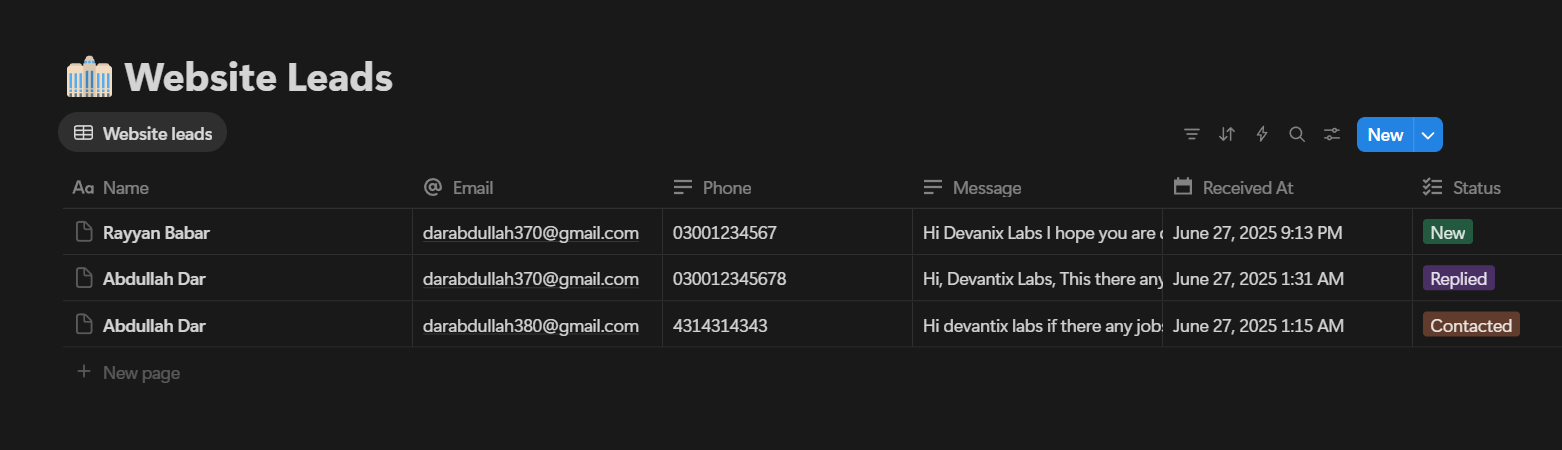 Website Leads
Website leads
New
Aa Name Email Phone Message Received At Status
Rayyan Babar darabdullah370@gmail.com 03001234567 Hi Devanix Labs I hope you are June 27, 2025 9:13 PM New
Abdullah Dar darabdullah370@gmail.com 030012345678 Hi, Devantix Labs, This there any June 27, 2025 1:31 AM Replied
Abdullah Dar darabdullah380@gmail.com 4314314343 Hi devantix labs if there any jobs June 27, 2025 1:15 AM Contacted
+ New page